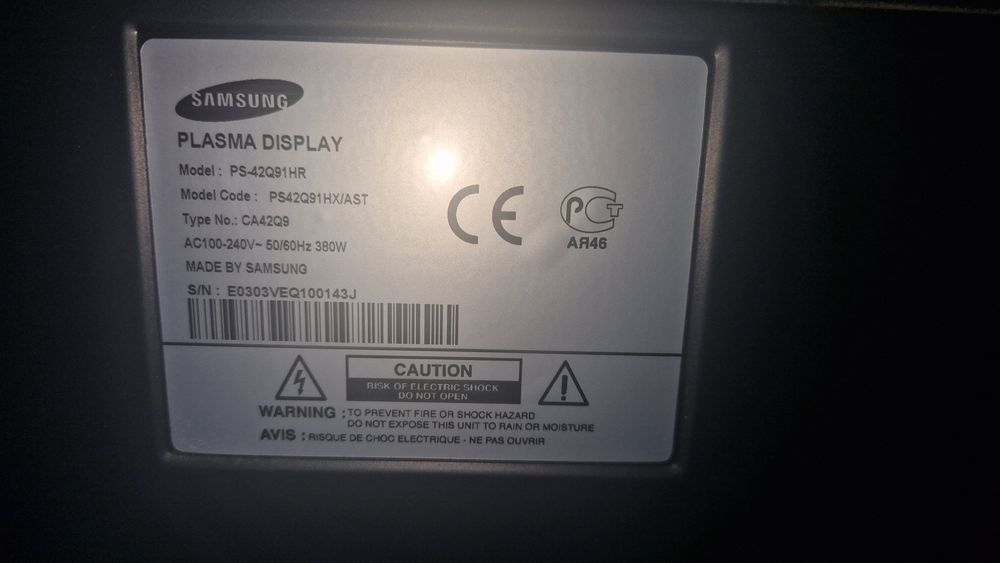 SAMSUNG
PLASMA DISPLAY
Model : PS-42Q91HR
Model Code : PS42Q91HX/AST
Type No.: CA42Q9
AC100-240V~ 50/60Hz 380W
MADE BY SAMSUNG
S/N : E0303VEQ100143J
CE
РСТ
АЯ46
CAUTION
RISK OF ELECTRIC SHOCK
DO NOT OPEN
WARNING : TO PREVENT FIRE OR SHOCK HAZARD
DO NOT EXPOSE THIS UNIT TO RAIN OR MOISTURE
AVIS : RISQUE DE CHOC ELECTRIQUE - NE PAS OUVRIR